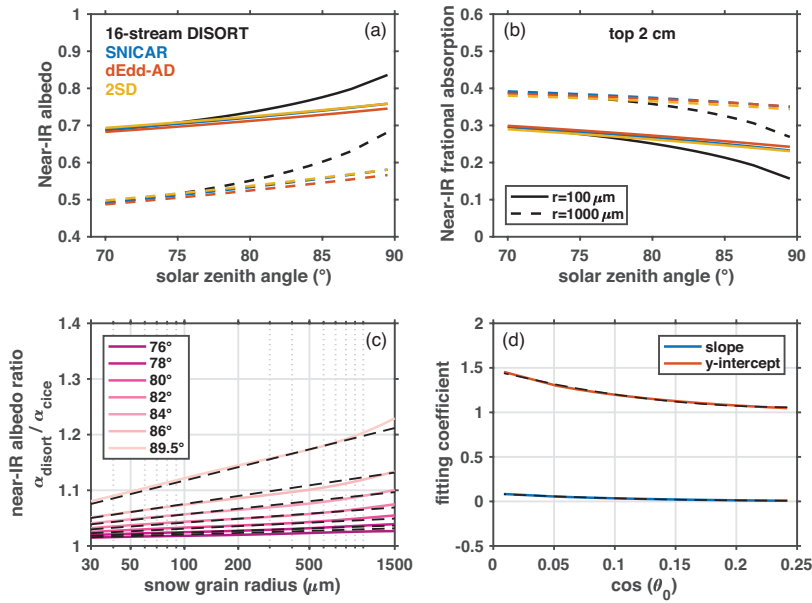 Near-IR albedo
1
0.9
0.8
0.7
0.6
0.5
0.4
16-stream DISORT
SNICAR
dEdd-AD
2SD
(a)
70 75 80 85 90
solar zenith angle (°)
Near-IR frational absorption
0.6
0.5
0.4
0.3
0.2
0.1
0
(b)
top 2 cm
r=100 μm
r=1000 μm
70 75 80 85 90
solar zenith angle (°)
near-IR albedo ratio
α_disort / α_cice
1.4
1.3
1.2
1.1
1
76°
78°
80°
82°
84°
86°
89.5°
(c)
30 50 100 200 500 1500
snow grain radius (μm)
fitting coefficient
2
1.5
1
0.5
0
-0.5
(d)
slope
y-intercept
0 0.05 0.1 0.15 0.2 0.25
cos (θ_0)